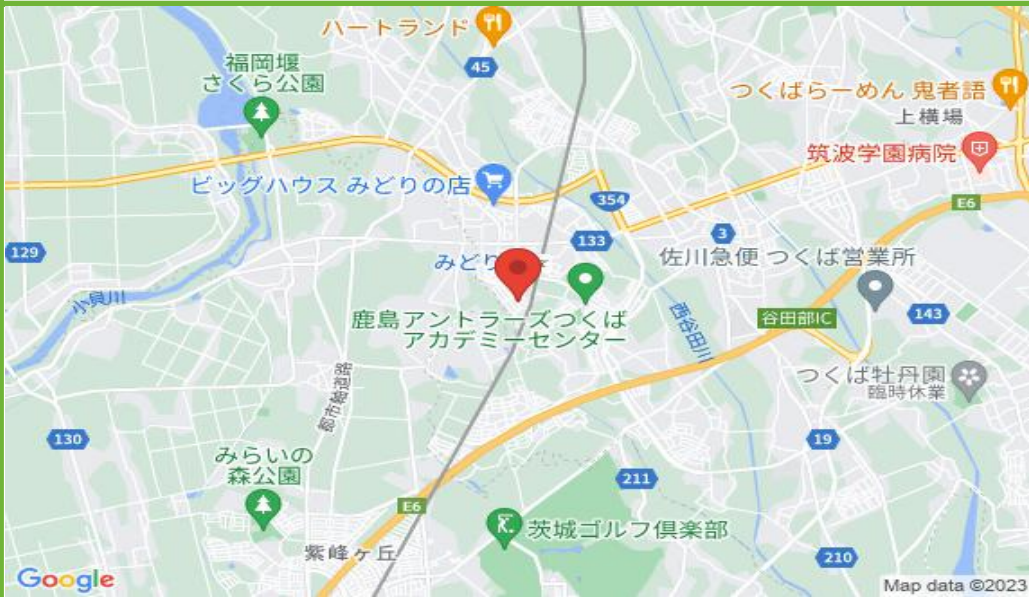 ハートランド
45
福岡堰
さくら公園
つくばらーめん 鬼者語
上横場
筑波学園病院
ビッグハウス みどりの店
354
E6
129
133
3
みどり
佐川急便 つくば営業所
小貝川
鹿島アントラーズつくば
アカデミーセンター
西谷田川
谷田部IC
143
都市軸道路
つくば牡丹園
臨時休業
130
19
みらいの
森公園
211
E6
茨城ゴルフ倶楽部
紫峰ヶ丘
210
Google
Map data ©2023